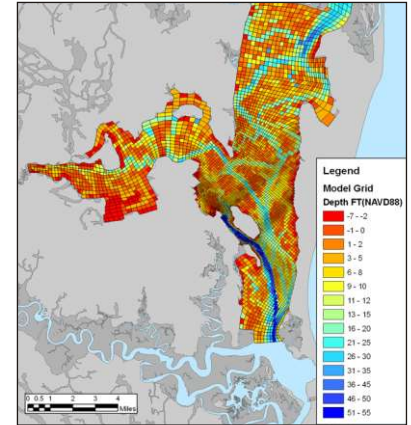 Legend
Model Grid
Depth FT(NAVD88)
-7 - -2
-1 - 0
1 - 2
3 - 5
6 - 8
9 - 10
11 - 12
13 - 15
16 - 20
21 - 25
26 - 30
31 - 35
36 - 45
46 - 50
51 - 55
0 0.5 1 2 3 4
Miles